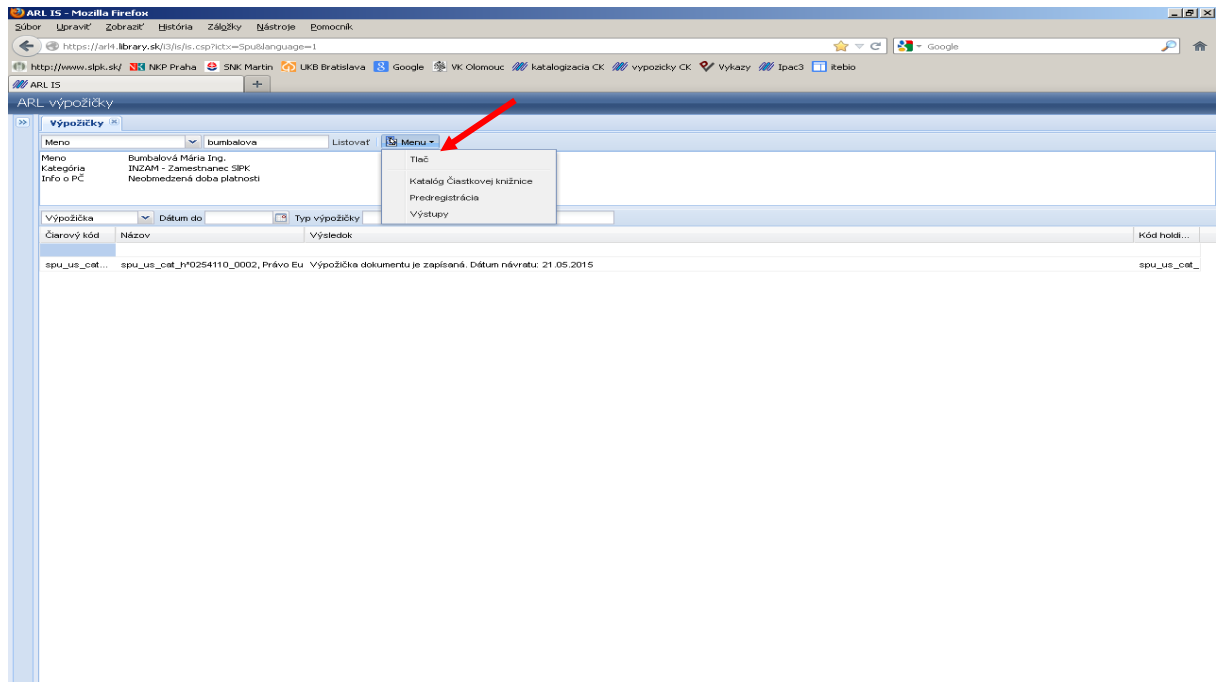 ARL IS - Mozilla Firefox
Súbor Upraviť Zobraziť História Záložky Nástroje Pomocník
https://arl4.library.sk/i3/is/is.csp?ictx=Spu&language=1 Google
http://www.slpk.sk/ NKP Praha SNK Martin UKB Bratislava Google VK Olomouc katalogizacia CK vypozicky CK Vykazy Ipac3 itebio
ARL IS
ARL výpožičky
Výpožičky
Meno bumbalova Listovať Menu
Meno Bumbalová Mária Ing.
Kategória INZAM - Zamestnanec SlPK
Info o PČ Neobmedzená doba platnosti
Tlač
Katalóg Čiastkovej knižnice
Predregistrácia
Výstupy
Výpožička Dátum do Typ výpožičky
Čiarový kód Názov Výsledok Kód holdi...
spu_us_cat... spu_us_cat_h*0254110_0002, Právo Eu Výpožička dokumentu je zapísaná. Dátum návratu: 21.05.2015 spu_us_cat_